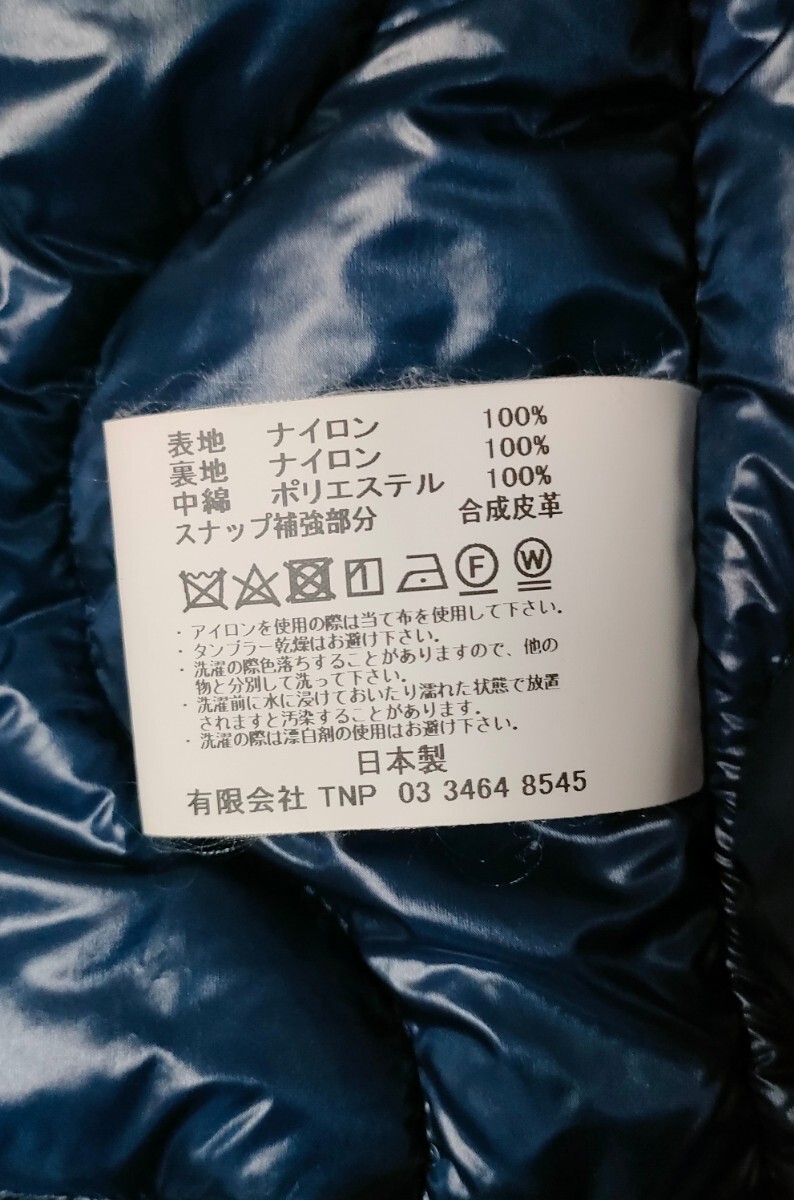 表地 ナイロン 100%
裏地 ナイロン 100%
中綿 ポリエステル 100%
スナップ補強部分 合成皮革
F W
・アイロンを使用の際は当て布を使用して下さい。
・タンブラー乾燥はお避け下さい。
・洗濯の際色落ちすることがありますので、他の
物と分別して洗って下さい。
・洗濯前に水に浸けておいたり濡れた状態で放置
されますと汚染することがあります。
・洗濯の際は漂白剤の使用はお避け下さい。
日本製
有限会社 TNP 03 3464 8545